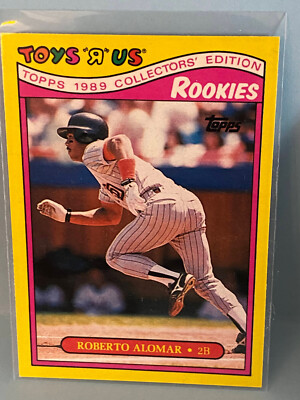 TOYS "Я" US
TOPPS 1989 COLLECTORS' EDITION
ROOKIES
Topps
ROBERTO ALOMAR • 2B